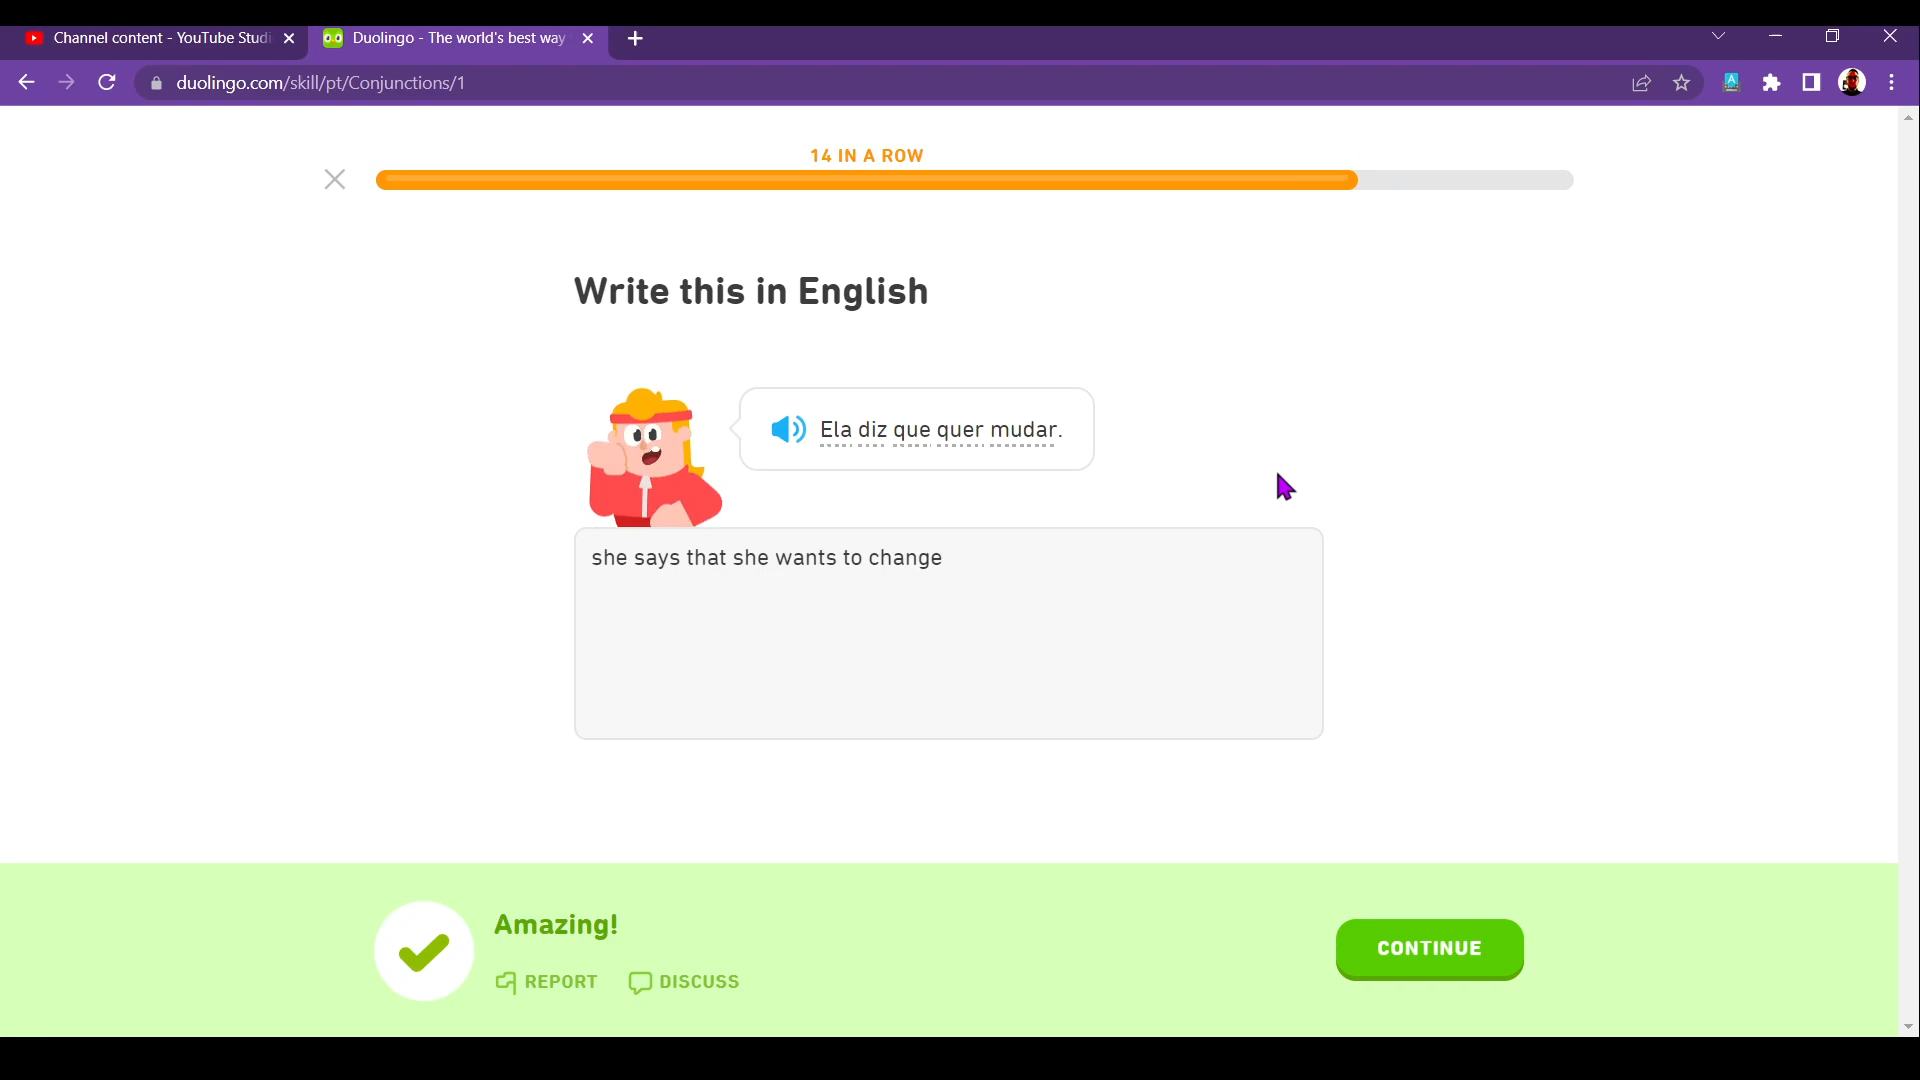 Channel content - YouTube Studi
Duolingo - The world's best way
duolingo.com/skill/pt/Conjunctions/1
14 IN A ROW
Write this in English
Ela diz que quer mudar.
she says that she wants to change
Amazing!
REPORT DISCUSS
CONTINUE